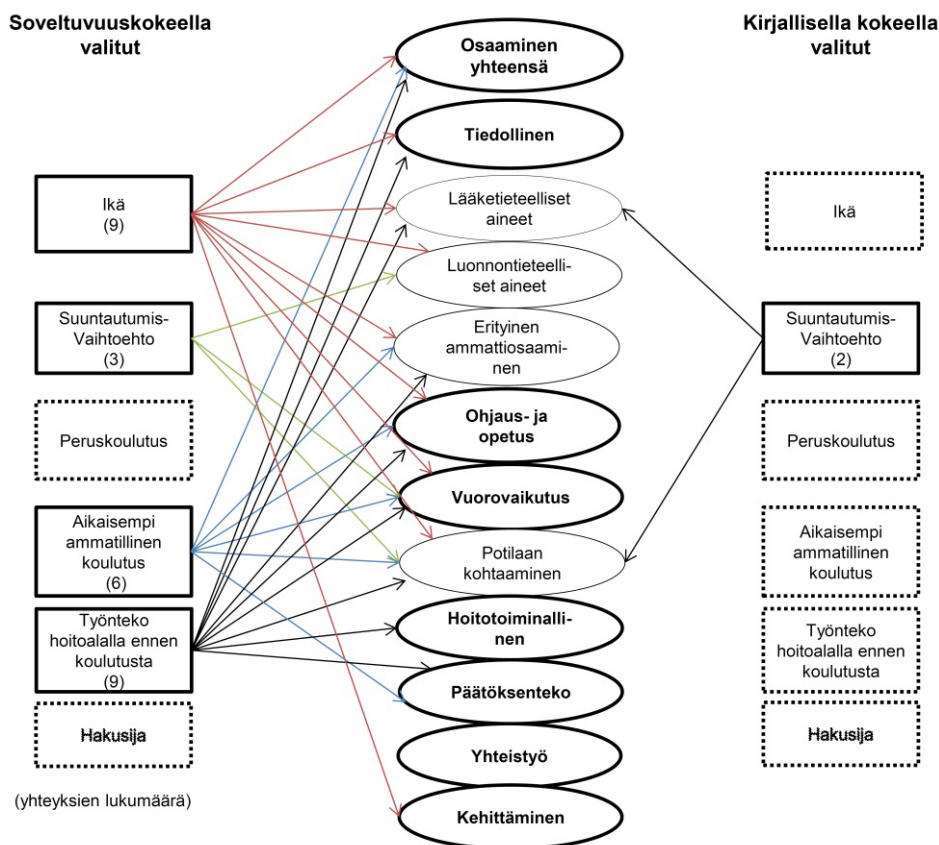 Soveltuvuuskokeella
valitut
Ikä
(9)
Suuntautumis-
Vaihtoehto
(3)
Peruskoulutus
Aikaisempi
ammatillinen
koulutus
(6)
Työnteko
hoitoalalla ennen
koulutusta
(9)
Hakusija
(yhteyksien lukumäärä)
Osaaminen
yhteensä
Tiedollinen
Lääketieteelliset
aineet
Luonnontieteelli-
set aineet
Erityinen
ammattiosaami-
nen
Ohjaus- ja
opetus
Vuorovaikutus
Potilaan
kohtaaminen
Hoitotoiminalli-
nen
Päätöksenteko
Yhteistyö
Kehittäminen
Kirjallisella kokeella
valitut
Ikä
Suuntautumis-
Vaihtoehto
(2)
Peruskoulutus
Aikaisempi
ammatillinen
koulutus
Työnteko
hoitoalalla ennen
koulutusta
Hakusija